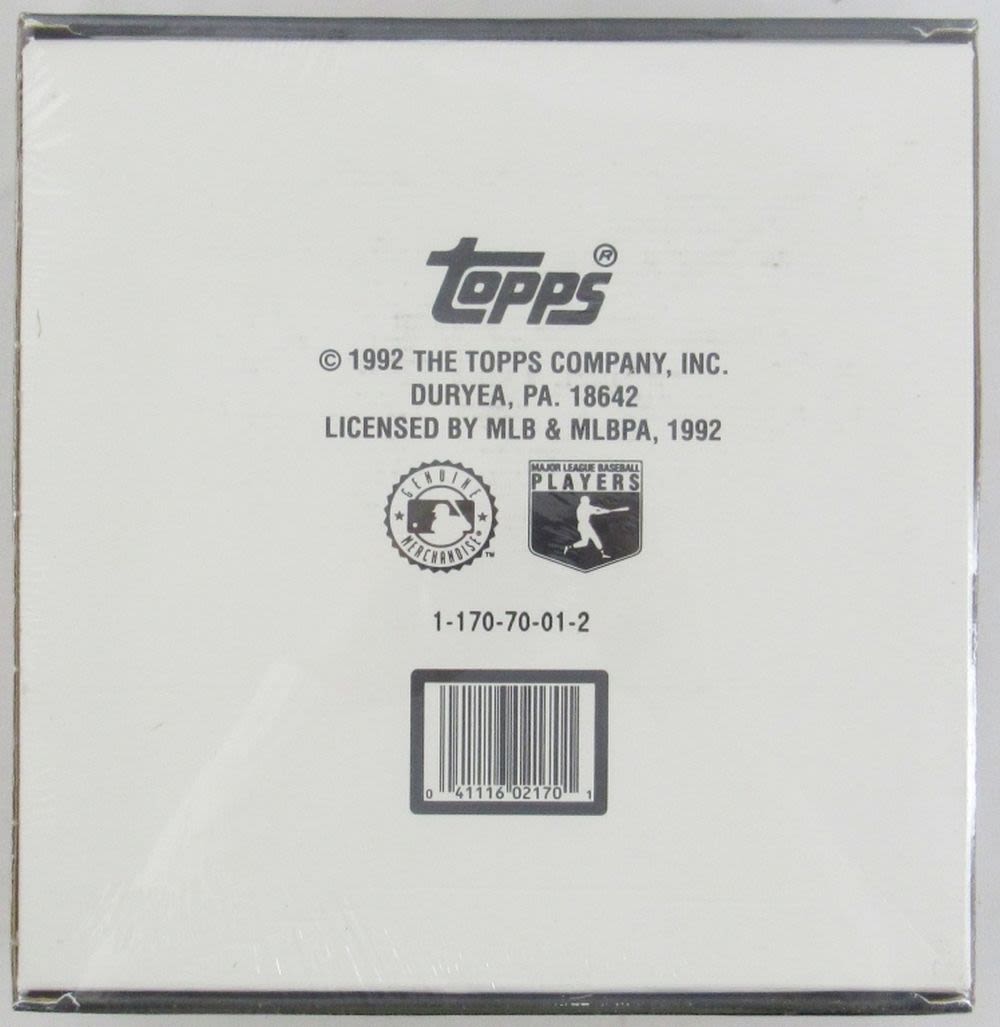 topps®
© 1992 THE TOPPS COMPANY, INC.
DURYEA, PA. 18642
LICENSED BY MLB & MLBPA, 1992
GENUINE
MERCHANDISE™
MAJOR LEAGUE BASEBALL
PLAYERS
1-170-70-01-2
0 41116 02170 1